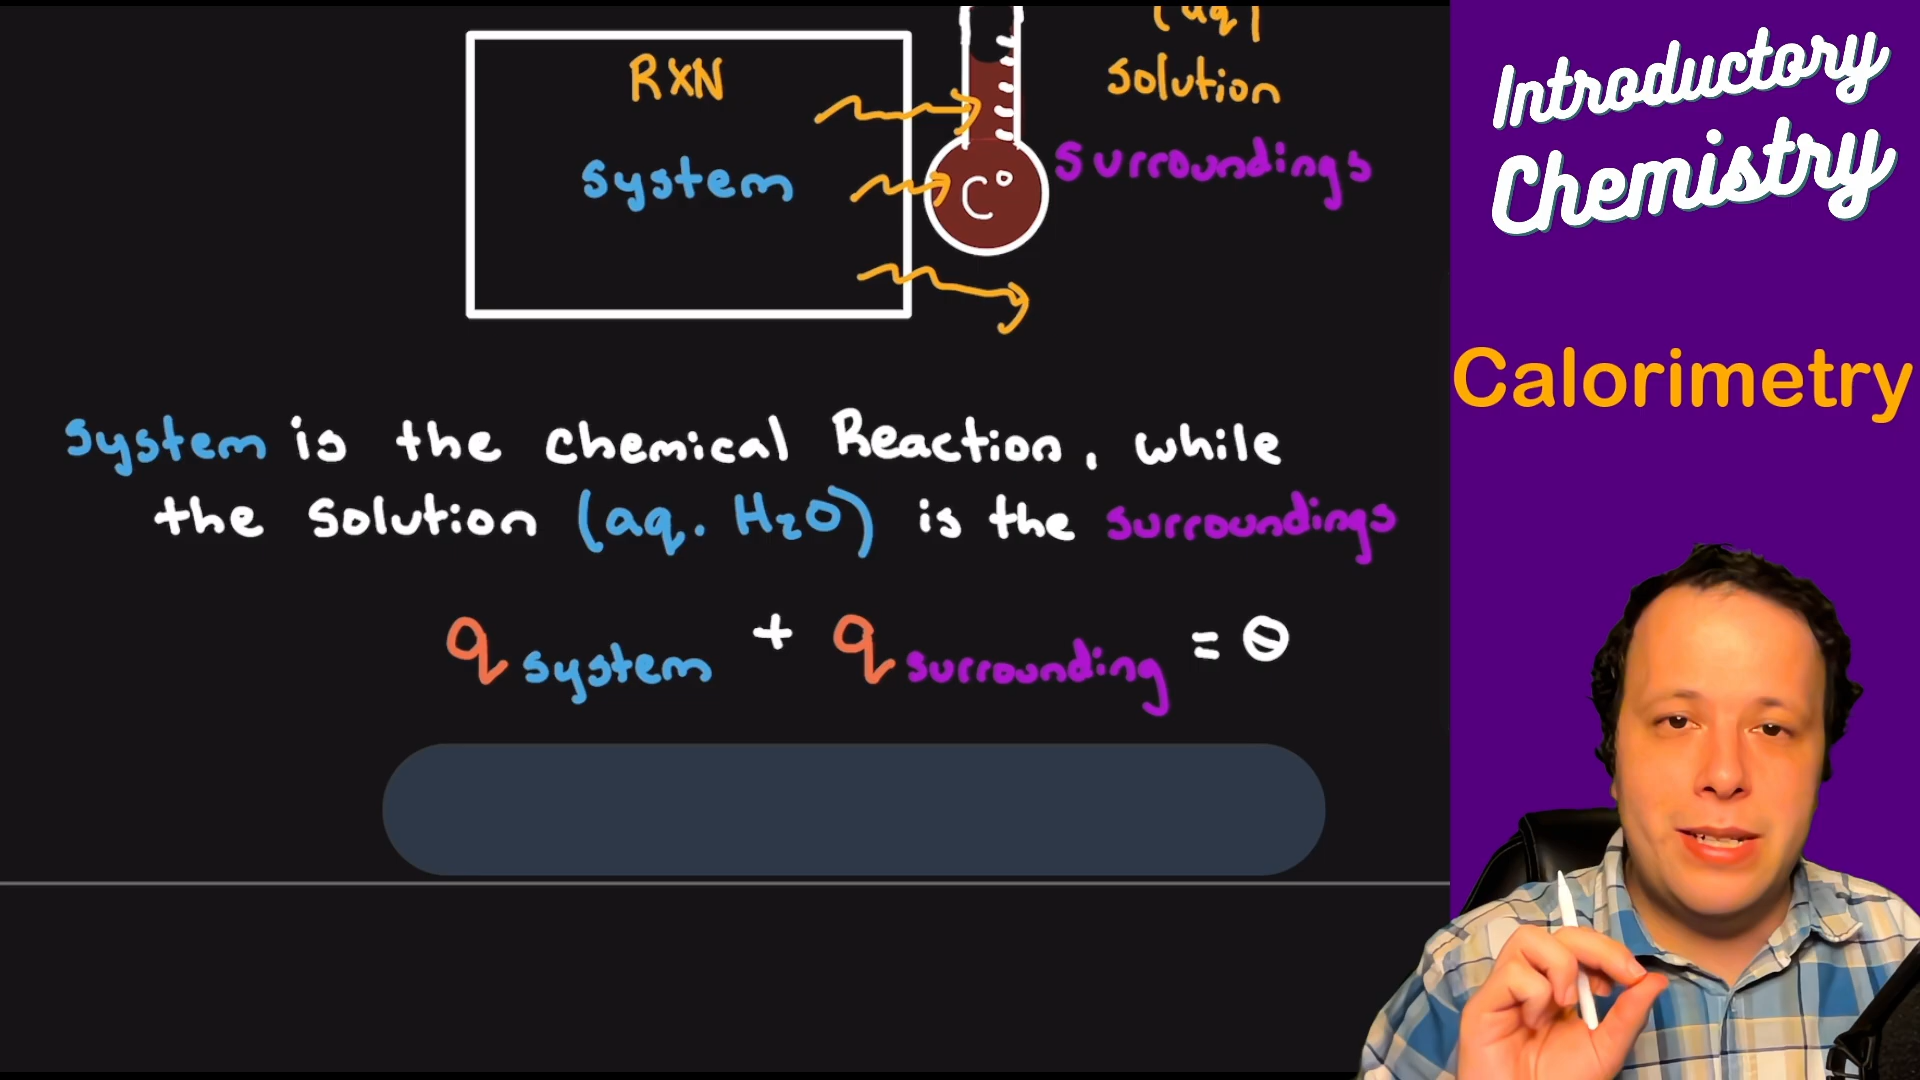 (aq)
RXN
solution
system
C°
surroundings
system is the chemical Reaction, while
the solution (aq. H₂O) is the surroundings
q system + q surrounding = 0
Introductory
Chemistry
Calorimetry